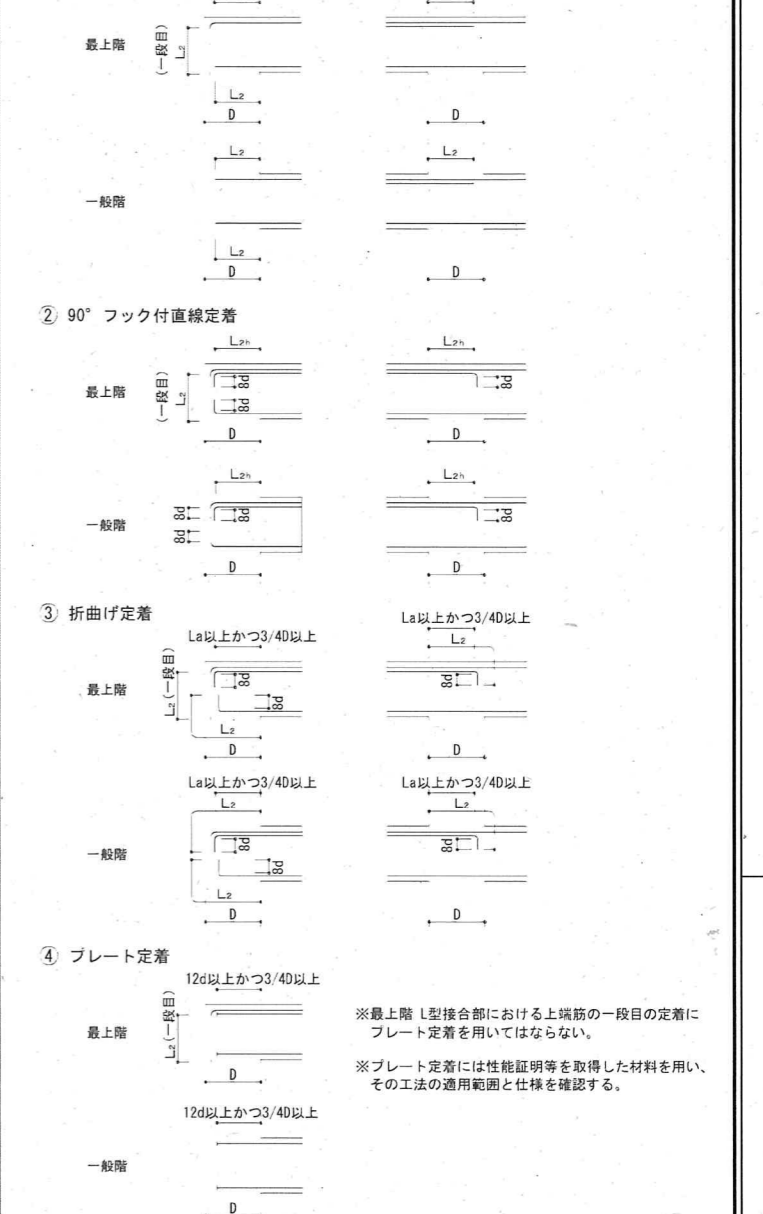 最上階
(一段目)
L₂
L₂
D
D
L₂
L₂
一般階
L₂
D
D
② 90° フック付直線定着
L₂h
L₂h
最上階
(一段目)
L₂
8d
8d
8d
D
D
L₂h
L₂h
一般階
8d
8d
8d
8d
D
D
③ 折曲げ定着
La以上かつ3/4D以上
La以上かつ3/4D以上
L₂
最上階
L₂(一段目)
8d
8d
8d
L₂
D
D
La以上かつ3/4D以上
La以上かつ3/4D以上
L₂
L₂
一般階
8d
8d
8d
L₂
D
D
④ プレート定着
12d以上かつ3/4D以上
最上階
L₂(一段目)
D
※最上階 L型接合部における上端筋の一段目の定着に
プレート定着を用いてはならない。
※プレート定着には性能証明等を取得した材料を用い、
その工法の適用範囲と仕様を確認する。
12d以上かつ3/4D以上
一般階
D